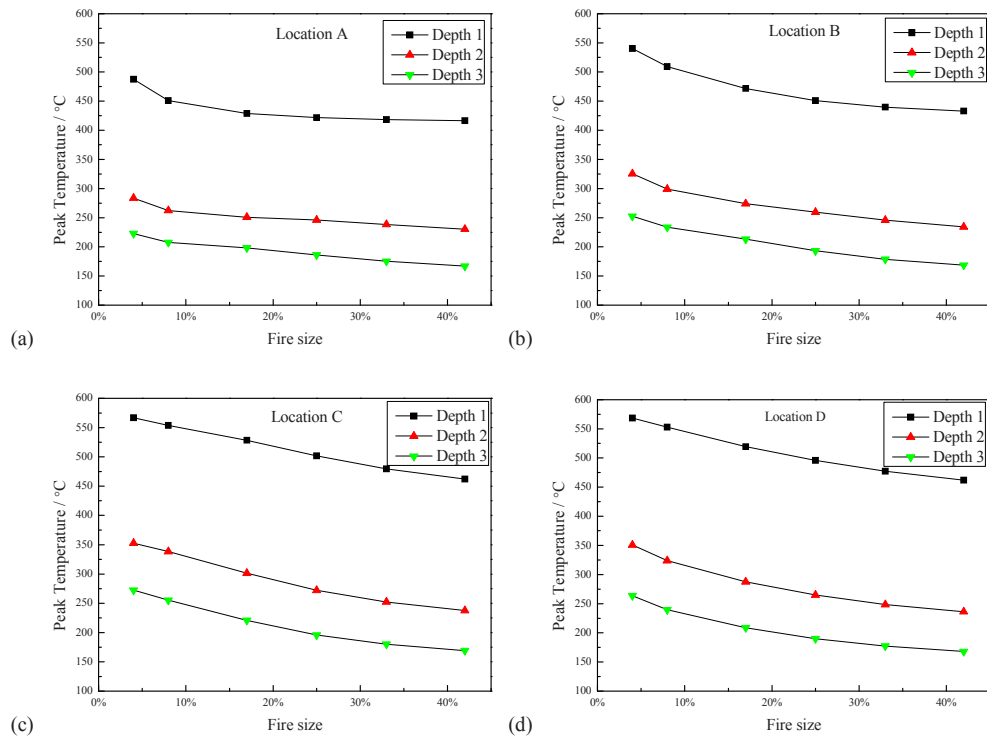 600
550
500
450
400
350
300
250
200
150
100
Peak Temperature / °C
Location A
Depth 1
Depth 2
Depth 3
0% 10% 20% 30% 40%
Fire size
(a)
600
550
500
450
400
350
300
250
200
150
100
Peak Temperature / °C
Location B
Depth 1
Depth 2
Depth 3
0% 10% 20% 30% 40%
Fire size
(b)
600
550
500
450
400
350
300
250
200
150
100
Peak Temperature / °C
Location C
Depth 1
Depth 2
Depth 3
0% 10% 20% 30% 40%
Fire size
(c)
600
550
500
450
400
350
300
250
200
150
100
Peak Temperature / °C
Location D
Depth 1
Depth 2
Depth 3
0% 10% 20% 30% 40%
Fire size
(d)